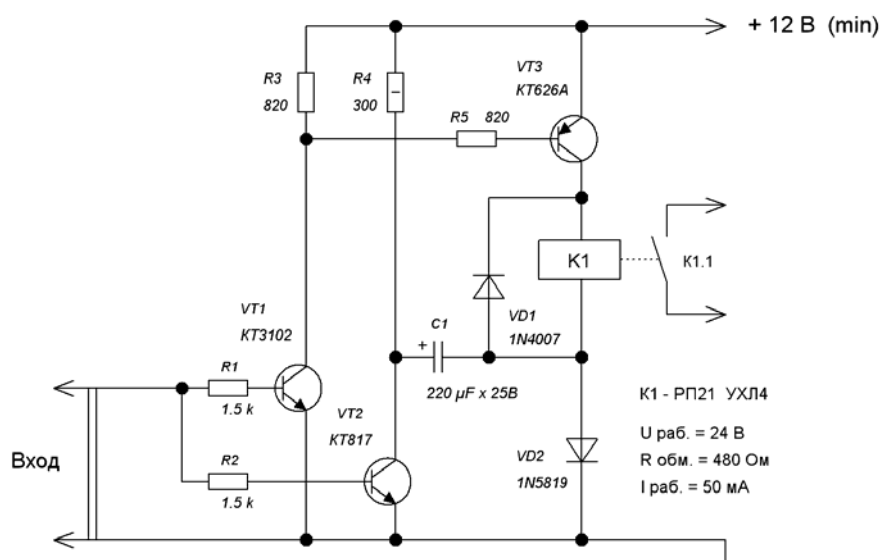 + 12 В (min)
R3
820
R4
300
VT3
КТ626А
R5 820
K1
К1.1
VT1
КТ3102
C1
+
VD1
1N4007
R1
1.5 k
220 µF x 25В
VT2
КТ817
К1 - РП21 УХЛ4
Вход
R2
1.5 k
VD2
1N5819
U раб. = 24 В
R обм. = 480 Ом
I раб. = 50 мА